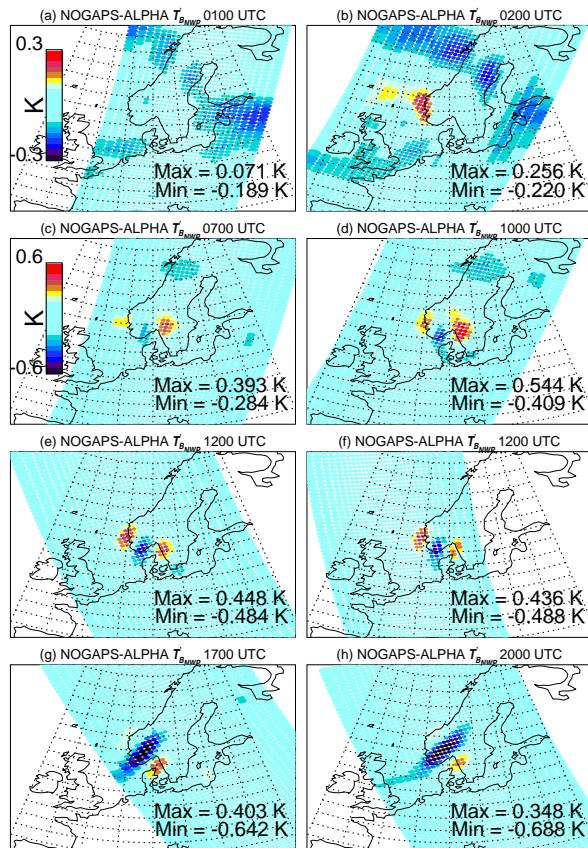 (a) NOGAPS-ALPHA T'BNWP 0100 UTC
(b) NOGAPS-ALPHA T'BNWP 0200 UTC
0.3
K
-0.3
Max = 0.071 K
Min = -0.189 K
Max = 0.256 K
Min = -0.220 K
(c) NOGAPS-ALPHA T'BNWP 0700 UTC
(d) NOGAPS-ALPHA T'BNWP 1000 UTC
0.6
K
-0.6
Max = 0.393 K
Min = -0.284 K
Max = 0.544 K
Min = -0.409 K
(e) NOGAPS-ALPHA T'BNWP 1200 UTC
(f) NOGAPS-ALPHA T'BNWP 1200 UTC
Max = 0.448 K
Min = -0.484 K
Max = 0.436 K
Min = -0.488 K
(g) NOGAPS-ALPHA T'BNWP 1700 UTC
(h) NOGAPS-ALPHA T'BNWP 2000 UTC
Max = 0.403 K
Min = -0.642 K
Max = 0.348 K
Min = -0.688 K